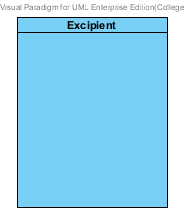 Visual Paradigm for UML Enterprise Edition(College
Excipient